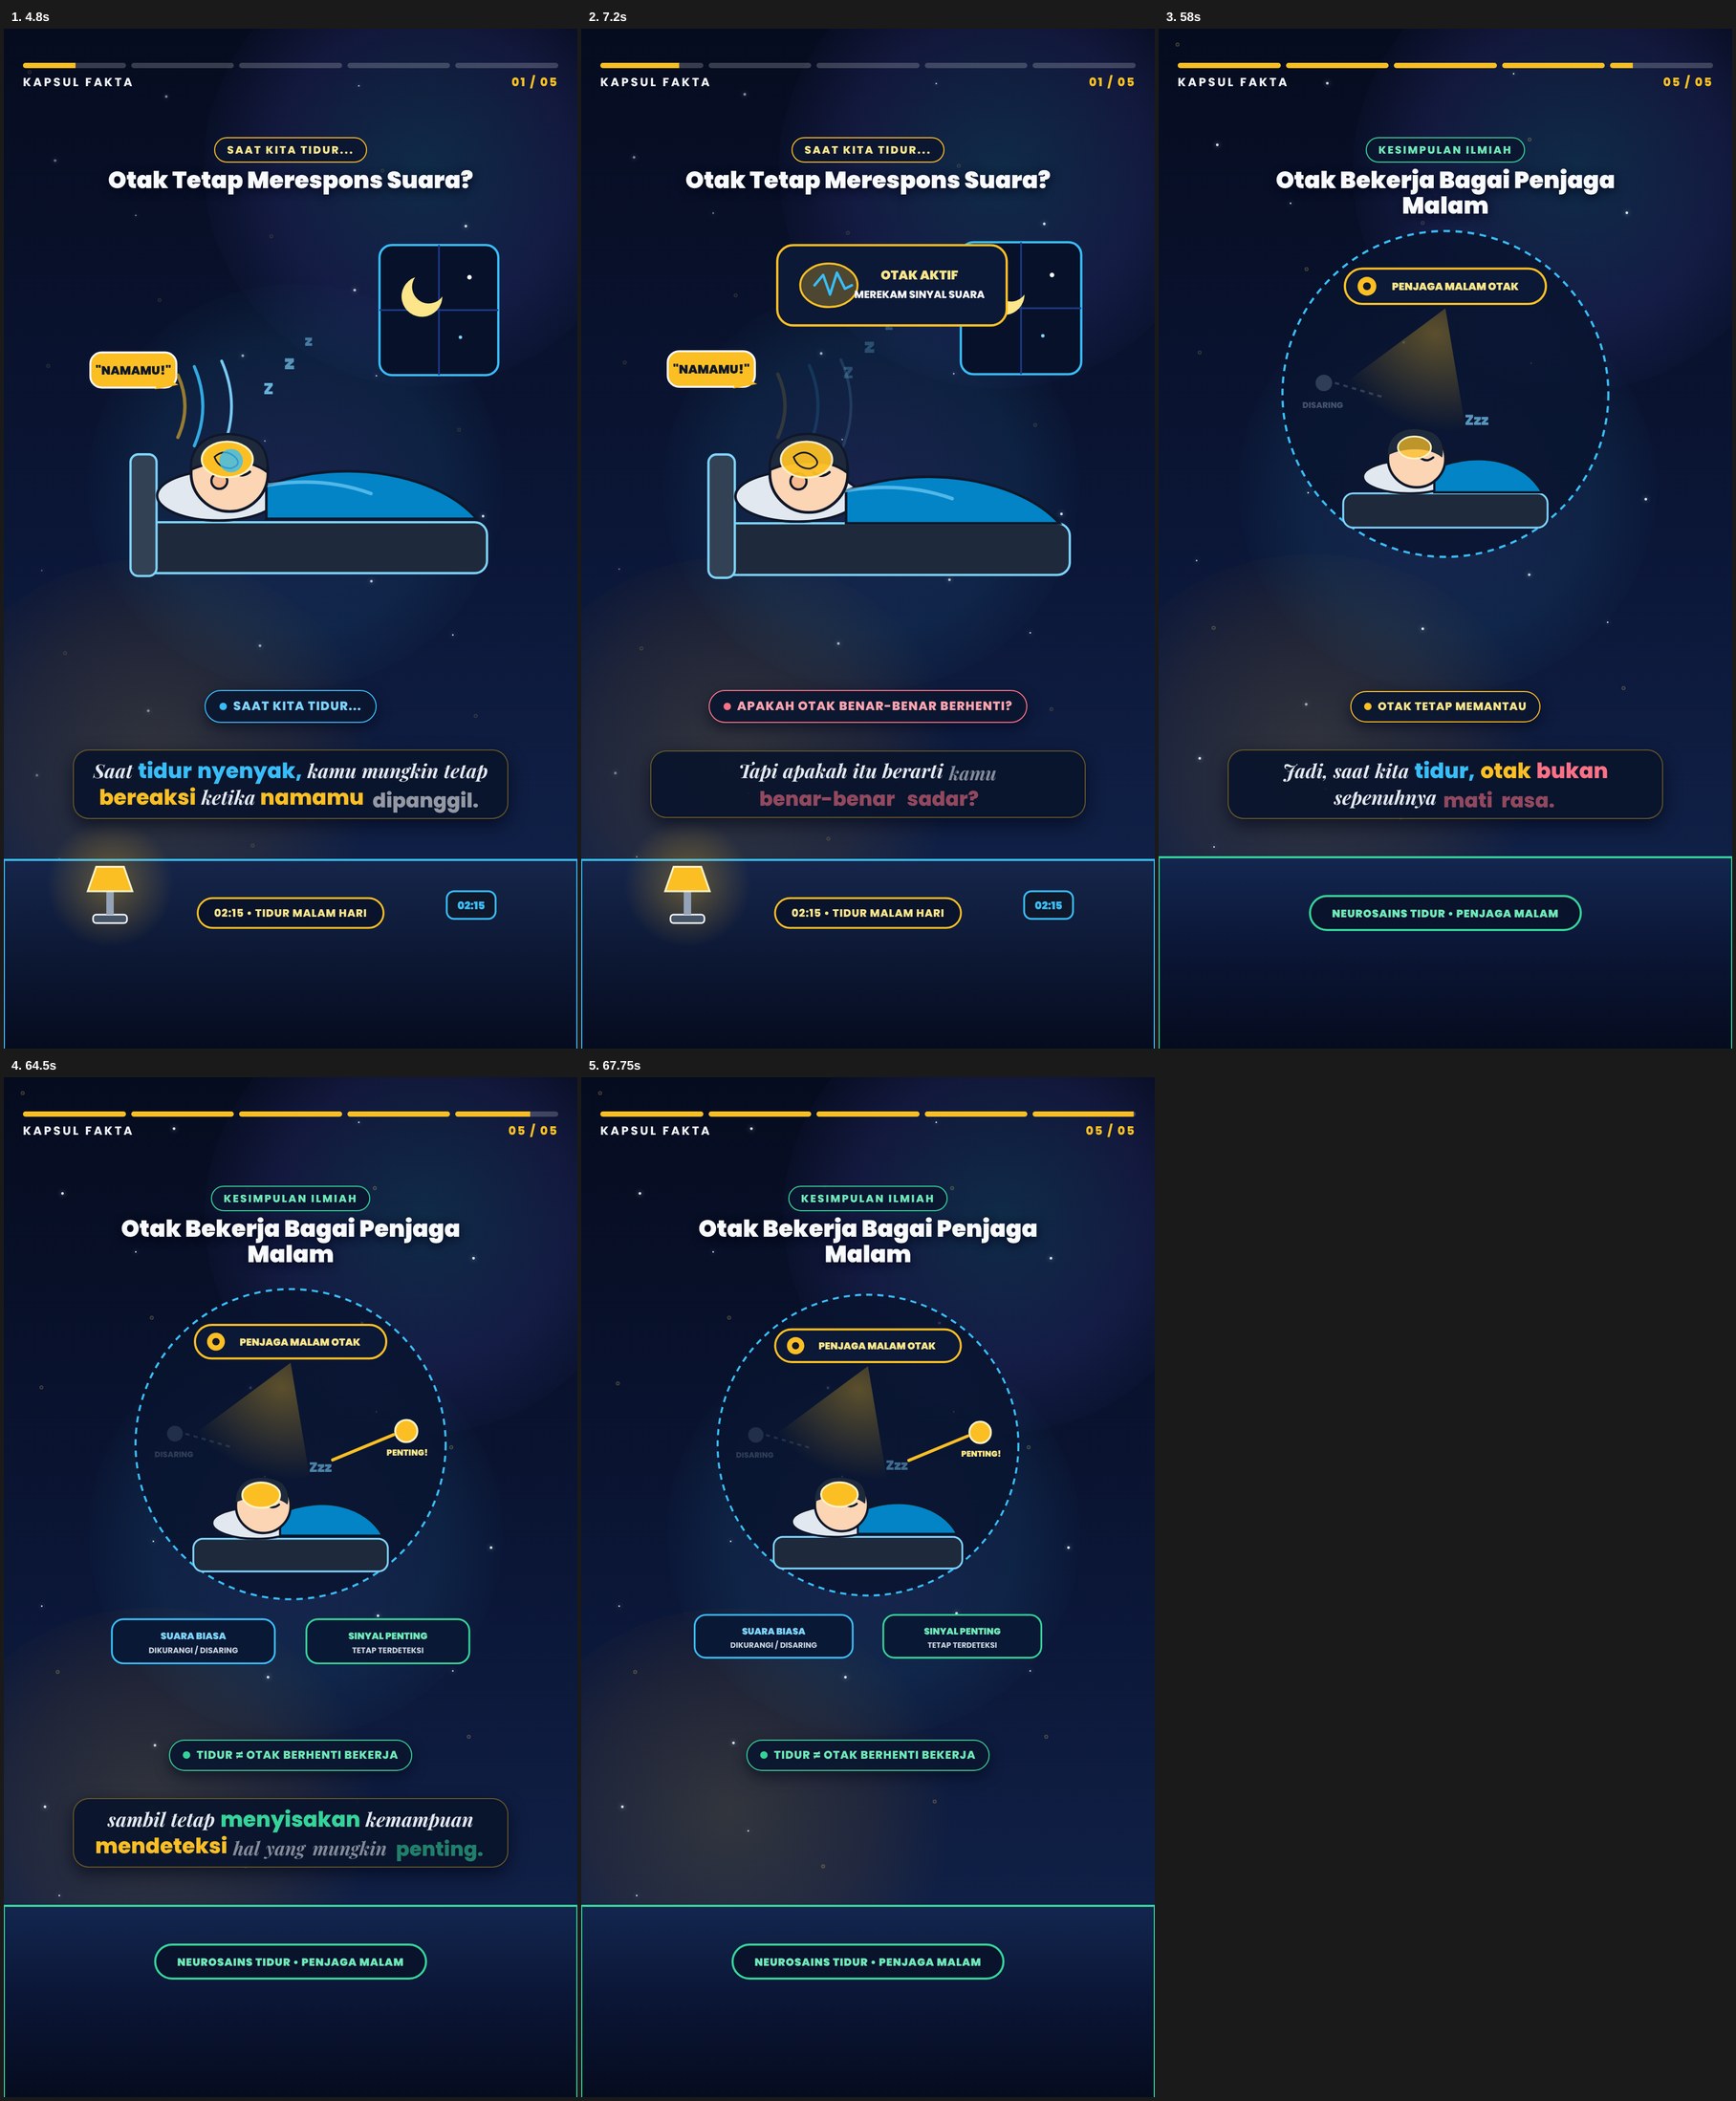 1. 4.8s
KAPSUL FAKTA
01 / 05
SAAT KITA TIDUR...
Otak Tetap Merespons Suara?
"NAMAMU!"
z
Z
Z
SAAT KITA TIDUR...
Saat tidur nyenyak, kamu mungkin tetap
bereaksi ketika namamu dipanggil.
02:15 • TIDUR MALAM HARI
02:15
2. 7.2s
KAPSUL FAKTA
01 / 05
SAAT KITA TIDUR...
Otak Tetap Merespons Suara?
OTAK AKTIF
MEREKAM SINYAL SUARA
"NAMAMU!"
z
Z
Z
APAKAH OTAK BENAR-BENAR BERHENTI?
Tapi apakah itu berarti kamu
benar-benar sadar?
02:15 • TIDUR MALAM HARI
02:15
3. 58s
KAPSUL FAKTA
05 / 05
KESIMPULAN ILMIAH
Otak Bekerja Bagai Penjaga
Malam
PENJAGA MALAM OTAK
DISARING
Zzz
OTAK TETAP MEMANTAU
Jadi, saat kita tidur, otak bukan
sepenuhnya mati rasa.
NEUROSAINS TIDUR • PENJAGA MALAM
4. 64.5s
KAPSUL FAKTA
05 / 05
KESIMPULAN ILMIAH
Otak Bekerja Bagai Penjaga
Malam
PENJAGA MALAM OTAK
DISARING
PENTING!
Zzz
SUARA BIASA
DIKURANGI / DISARING
SINYAL PENTING
TETAP TERDETEKSI
TIDUR ≠ OTAK BERHENTI BEKERJA
sambil tetap menyisakan kemampuan
mendeteksi hal yang mungkin penting.
NEUROSAINS TIDUR • PENJAGA MALAM
5. 67.75s
KAPSUL FAKTA
05 / 05
KESIMPULAN ILMIAH
Otak Bekerja Bagai Penjaga
Malam
PENJAGA MALAM OTAK
DISARING
PENTING!
Zzz
SUARA BIASA
DIKURANGI / DISARING
SINYAL PENTING
TETAP TERDETEKSI
TIDUR ≠ OTAK BERHENTI BEKERJA
NEUROSAINS TIDUR • PENJAGA MALAM